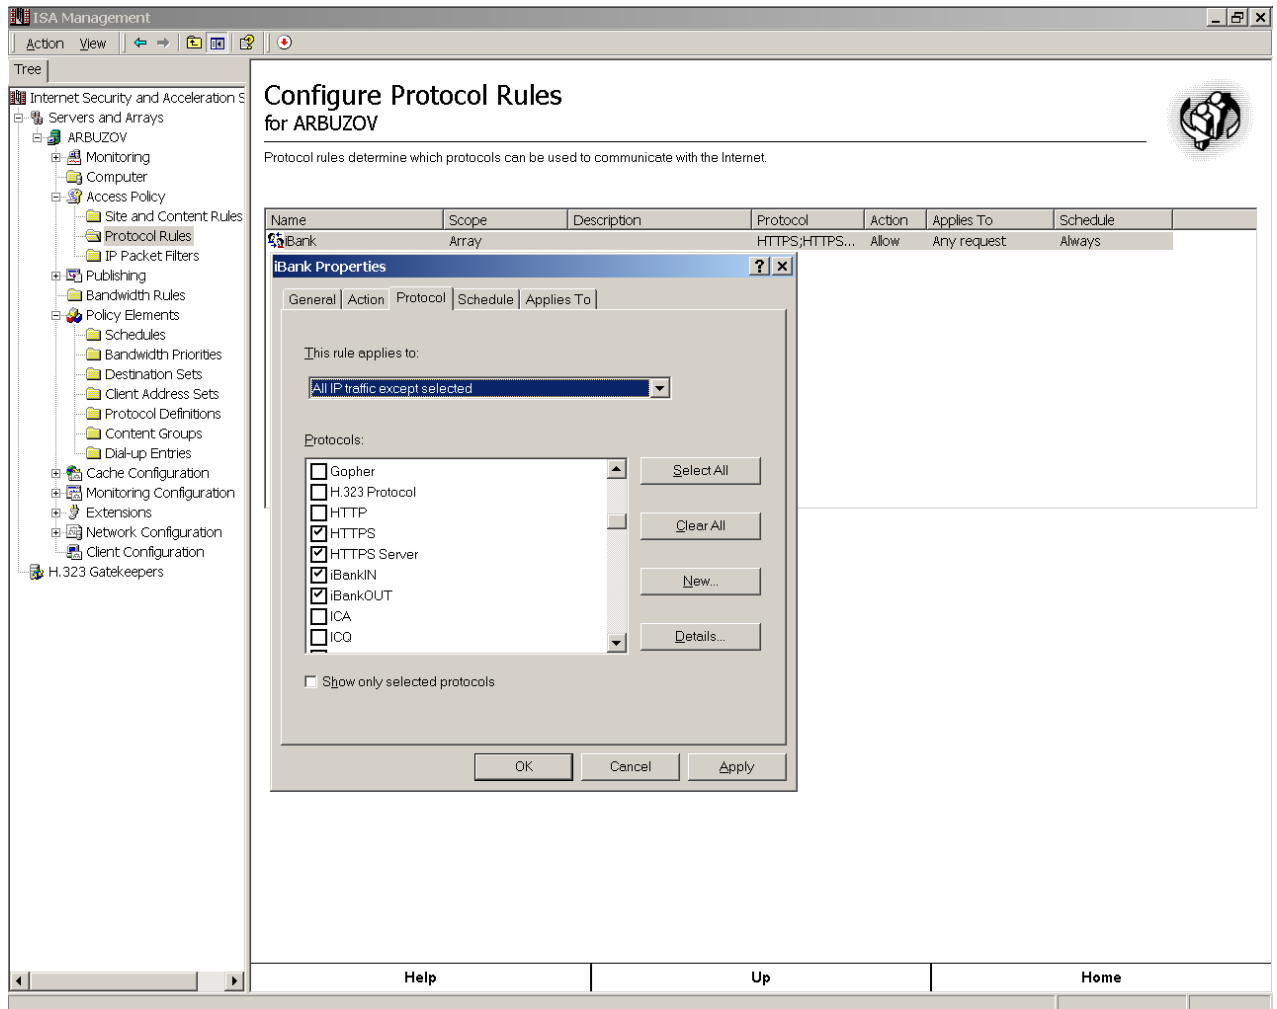 ISA Management
Action View
Tree
Internet Security and Acceleration S
Servers and Arrays
ARBUZOV
Monitoring
Computer
Access Policy
Site and Content Rules
Protocol Rules
IP Packet Filters
Publishing
Bandwidth Rules
Policy Elements
Schedules
Bandwidth Priorities
Destination Sets
Client Address Sets
Protocol Definitions
Content Groups
Dial-up Entries
Cache Configuration
Monitoring Configuration
Extensions
Network Configuration
Client Configuration
H.323 Gatekeepers
Configure Protocol Rules
for ARBUZOV
Protocol rules determine which protocols can be used to communicate with the Internet.
Name Scope Description Protocol Action Applies To Schedule
iBank Array HTTPS;HTTPS... Allow Any request Always
iBank Properties
General Action Protocol Schedule Applies To
This rule applies to:
All IP traffic except selected
Protocols:
Gopher
H.323 Protocol
HTTP
HTTPS
HTTPS Server
iBankIN
iBankOUT
ICA
ICQ
Select All
Clear All
New...
Details...
Show only selected protocols
OK Cancel Apply
Help Up Home